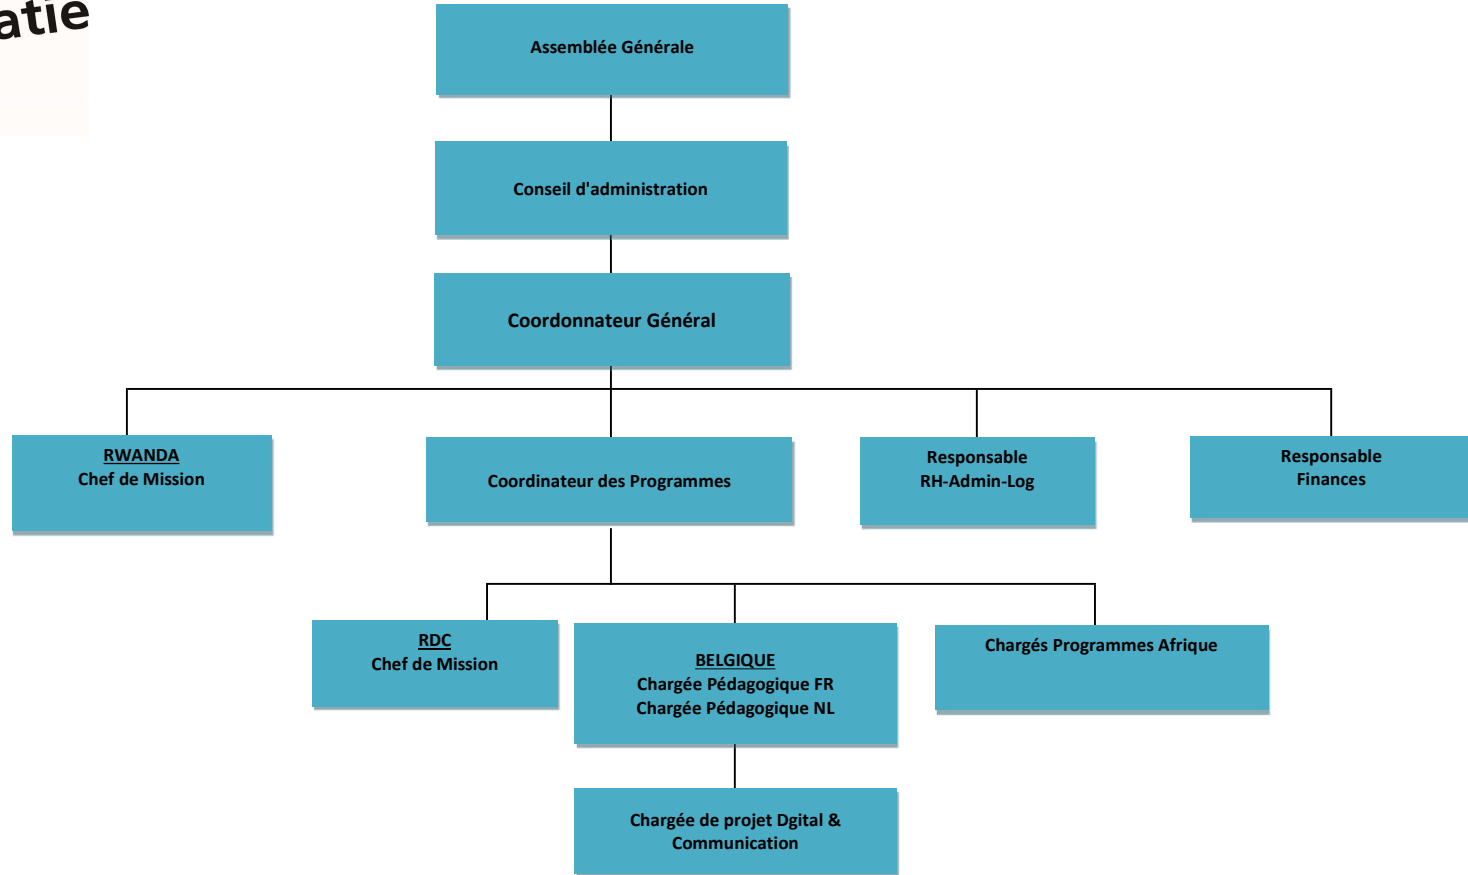 atie
Assemblée Générale
Conseil d'administration
Coordonnateur Général
RWANDA
Chef de Mission
Coordinateur des Programmes
Responsable
RH-Admin-Log
Responsable
Finances
RDC
Chef de Mission
BELGIQUE
Chargée Pédagogique FR
Chargée Pédagogique NL
Chargés Programmes Afrique
Chargée de projet Dgital &
Communication